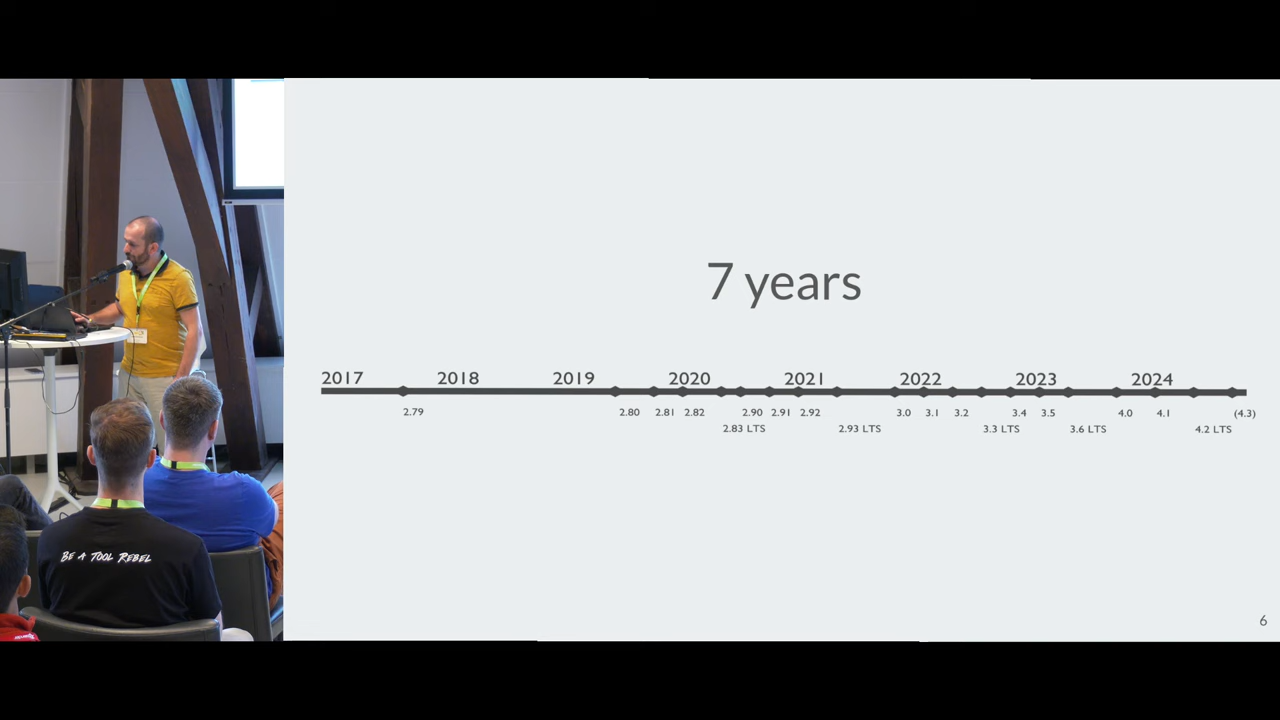 7 years
2017 2018 2019 2020 2021 2022 2023 2024
2.79 2.80 2.81 2.82 2.90 2.91 2.92 3.0 3.1 3.2 3.4 3.5 4.0 4.1 (4.3)
2.83 LTS 2.93 LTS 3.3 LTS 3.6 LTS 4.2 LTS
BE A TOOL REBEL
6